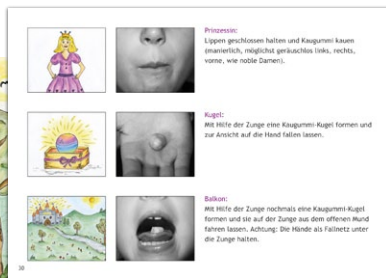 Prinzessin:
Lippen geschlossen halten und Kaugummi kauen
(manierlich, möglichst geräuschlos links, rechts,
vorne, wie noble Damen).
Kugel:
Mit Hilfe der Zunge eine Kaugummi-Kugel formen und
zur Ansicht auf die Hand fallen lassen.
Balkon:
Mit Hilfe der Zunge nochmals eine Kaugummi-Kugel
formen und sie auf der Zunge aus dem offenen Mund
fahren lassen. Achtung: Die Hände als Fallnetz unter
die Zunge halten.
30